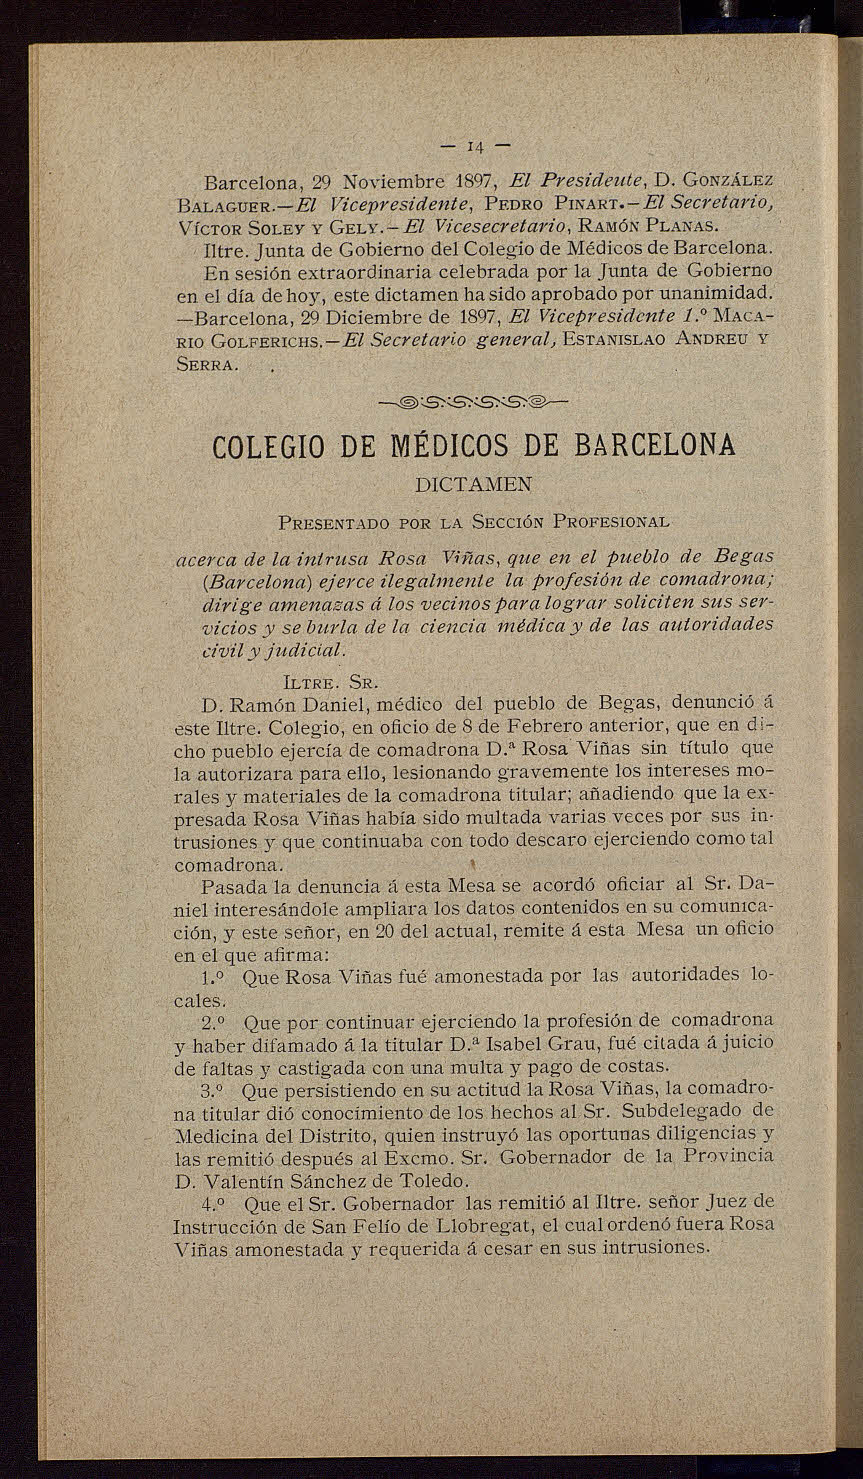 — 14 —
Barcelona, 29 Noviembre 1897, El Presidente, D. González
Balaguer.—El Vicepresidente, Pedro Pinart.—El Secretario,
Víctor Soley y Gely.—El Vicesecretario, Ramón Planas.
Iltre. Junta de Gobierno del Colegio de Médicos de Barcelona.
En sesión extraordinaria celebrada por la Junta de Gobierno
en el día de hoy, este dictamen ha sido aprobado por unanimidad.
—Barcelona, 29 Diciembre de 1897, El Vicepresidente 1.º Maca-
rio Golferichs.—El Secretario general, Estanislao Andreu y
Serra.
COLEGIO DE MÉDICOS DE BARCELONA
DICTAMEN
Presentado por la Sección Profesional
acerca de la intrusa Rosa Viñas, que en el pueblo de Begas
(Barcelona) ejerce ilegalmente la profesión de comadrona;
dirige amenazas á los vecinos para lograr soliciten sus ser-
vicios y se burla de la ciencia médica y de las autoridades
civil y judicial.
Iltre. Sr.
D. Ramón Daniel, médico del pueblo de Begas, denunció á
este Iltre. Colegio, en oficio de 8 de Febrero anterior, que en di-
cho pueblo ejercía de comadrona D.ª Rosa Viñas sin título que
la autorizara para ello, lesionando gravemente los intereses mo-
rales y materiales de la comadrona titular; añadiendo que la ex-
presada Rosa Viñas había sido multada varias veces por sus in-
trusiones y que continuaba con todo descaro ejerciendo como tal
comadrona.
Pasada la denuncia á esta Mesa se acordó oficiar al Sr. Da-
niel interesándole ampliara los datos contenidos en su comunica-
ción, y este señor, en 20 del actual, remite á esta Mesa un oficio
en el que afirma:
1.º Que Rosa Viñas fué amonestada por las autoridades lo-
cales.
2.º Que por continuar ejerciendo la profesión de comadrona
y haber difamado á la titular D.ª Isabel Grau, fué citada á juicio
de faltas y castigada con una multa y pago de costas.
3.º Que persistiendo en su actitud la Rosa Viñas, la comadro-
na titular dió conocimiento de los hechos al Sr. Subdelegado de
Medicina del Distrito, quien instruyó las oportunas diligencias y
las remitió después al Excmo. Sr. Gobernador de la Provincia
D. Valentín Sánchez de Toledo.
4.º Que el Sr. Gobernador las remitió al Iltre. señor Juez de
Instrucción de San Felío de Llobregat, el cual ordenó fuera Rosa
Viñas amonestada y requerida á cesar en sus intrusiones.